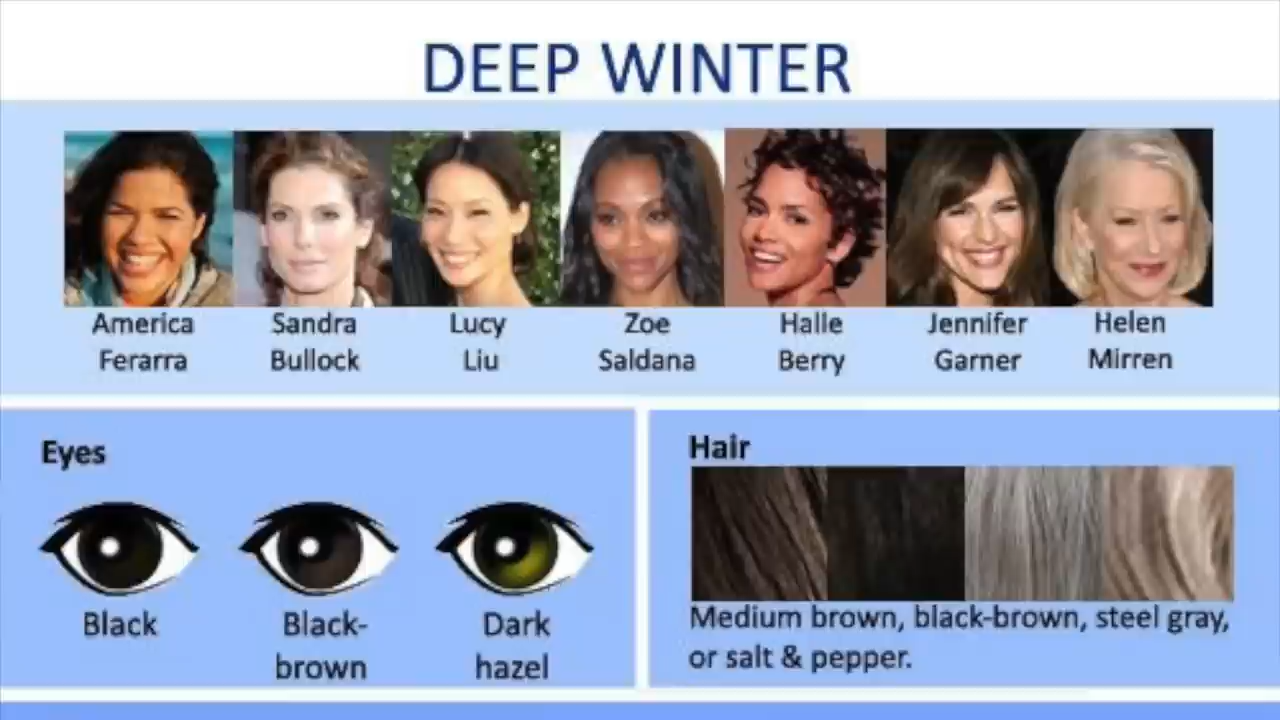 DEEP WINTER
America
Ferarra
Sandra
Bullock
Lucy
Liu
Zoe
Saldana
Halle
Berry
Jennifer
Garner
Helen
Mirren
Eyes
Black
Black-
brown
Dark
hazel
Hair
Medium brown, black-brown, steel gray,
or salt & pepper.